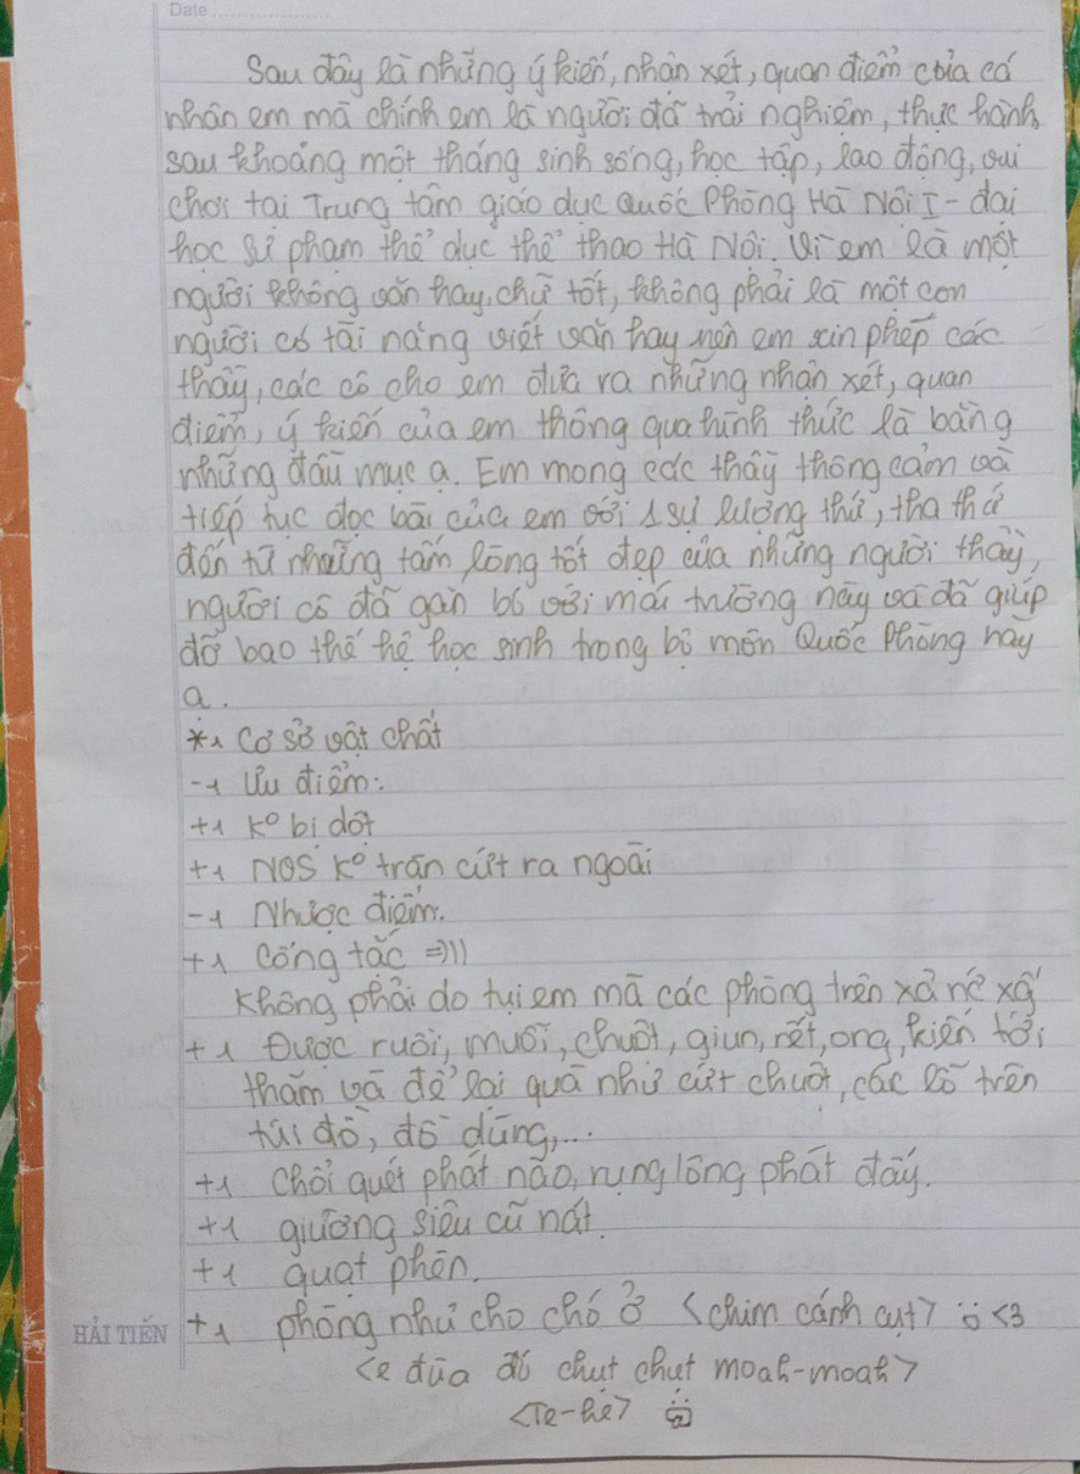 Date
Sau đây là những ý kiến, nhận xét, quan điểm của cá
nhân em mà chính em là người đã trải nghiệm, thực hành
sau khoảng một tháng sinh sống, học tập, lao động, vui
chơi tại Trung tâm giáo dục Quốc Phòng Hà Nội I - đại
học sư phạm thể dục thể thao Hà Nội. Vì em là một
người không văn hay, chữ tốt, không phải là một con
người có tài năng viết văn hay nên em xin phép các
thầy, các cô cho em đưa ra những nhận xét, quan
điểm, ý kiến của em thông qua hình thức là bằng
những đầu mục ạ. Em mong các thầy thông cảm và
tiếp tục đọc bài của em với 1 sự lượng thứ, tha thứ
đến từ những tấm lòng tốt đẹp của những người thầy,
người cô đã gắn bó với mái trường này và đã giúp
đỡ bao thế hệ học sinh trong bộ môn Quốc Phòng này
ạ.
*, Cơ sở vật chất
-, Ưu điểm:
+, K° bị dột
+, NVS K° tràn cứt ra ngoài
-, Nhược điểm:
+, Công tắc =)))
Không phải do tụi em mà các phòng trên xả nc xg
+, Được ruồi, muỗi, chuột, giun, rết, ong, kiến tới
thăm và để lại quà như cứt chuột, các lỗ trên
túi đồ, đồ dùng,...
+, Chổi quét phát nào, rụng lông phát đấy.
+, giường siêu cũ nát.
+, quạt phèn.
+, phòng như cho chó ở <chim cánh cụt> ü <3
<e đùa đó chụt chụt moah-moah>
<Te-he>
HẢI TIẾN